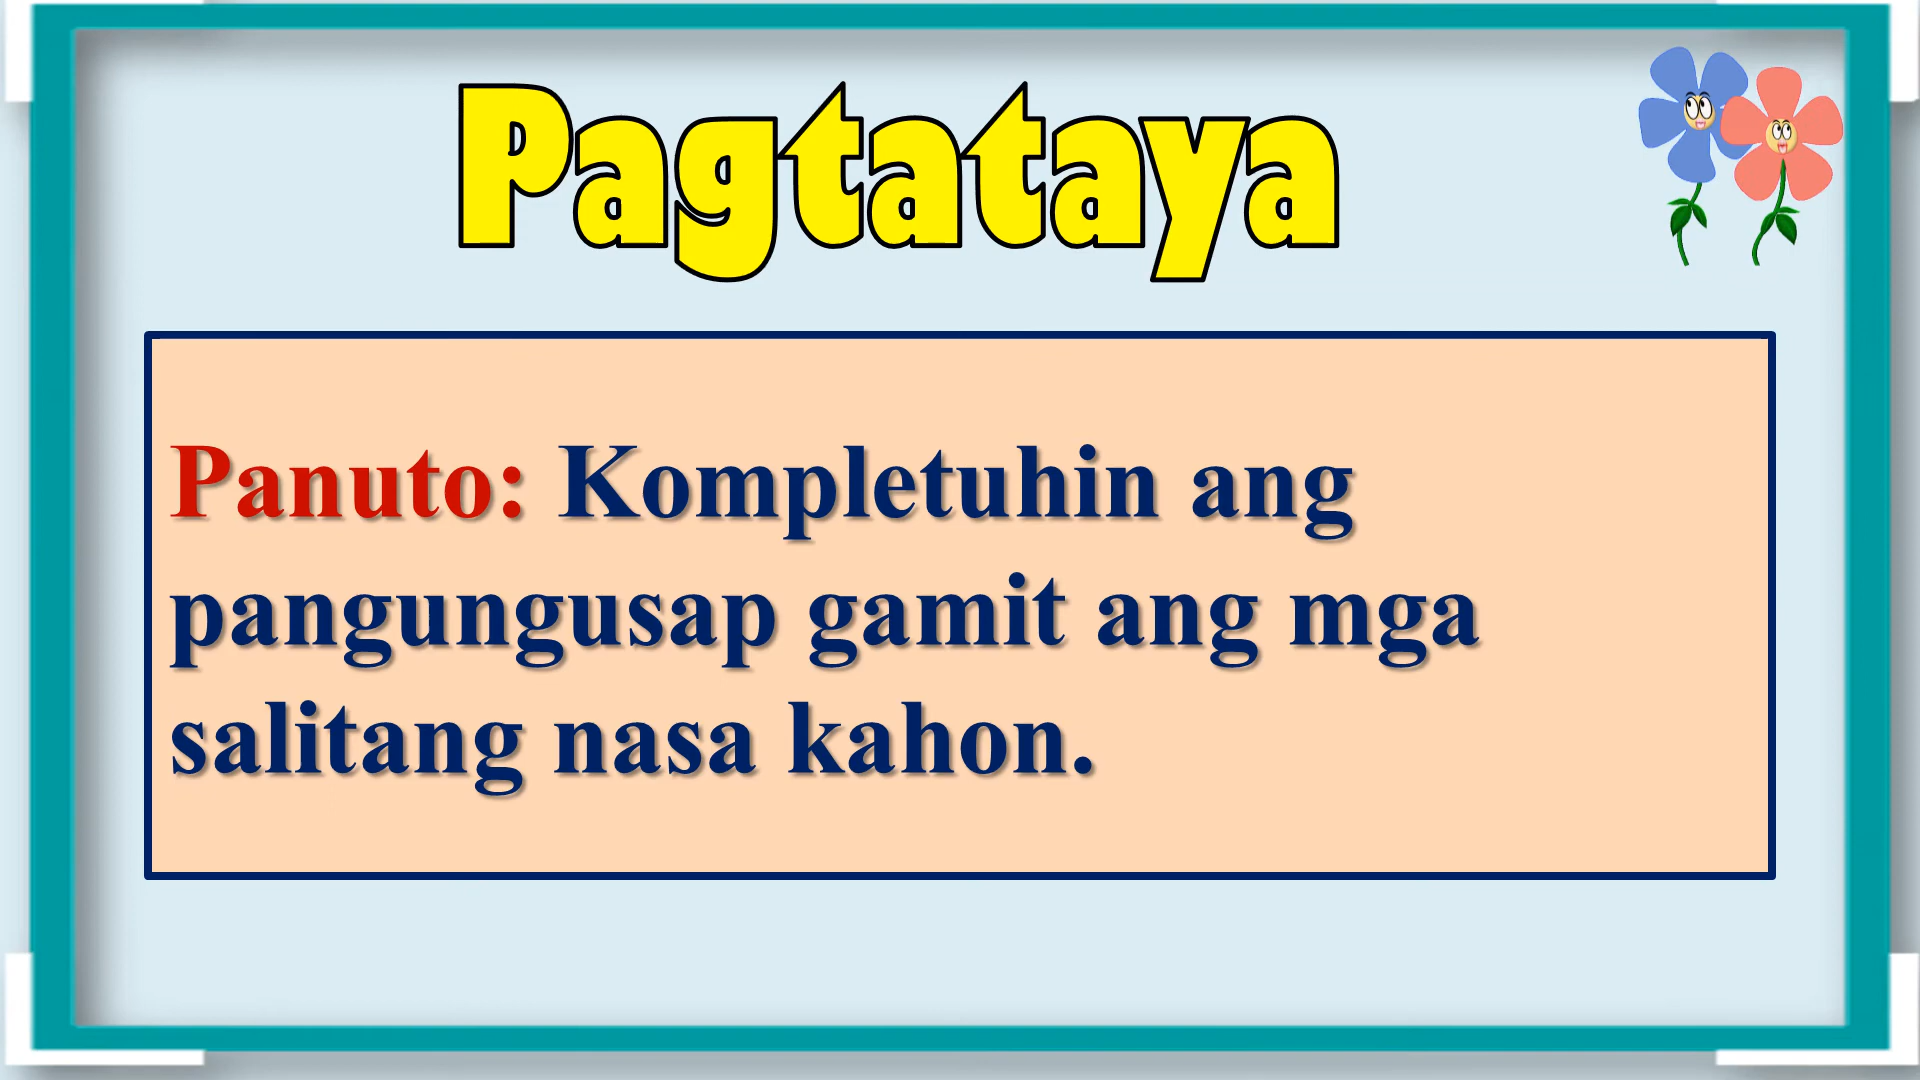 Pagtataya
Panuto: Kompletuhin ang
pangungusap gamit ang mga
salitang nasa kahon.